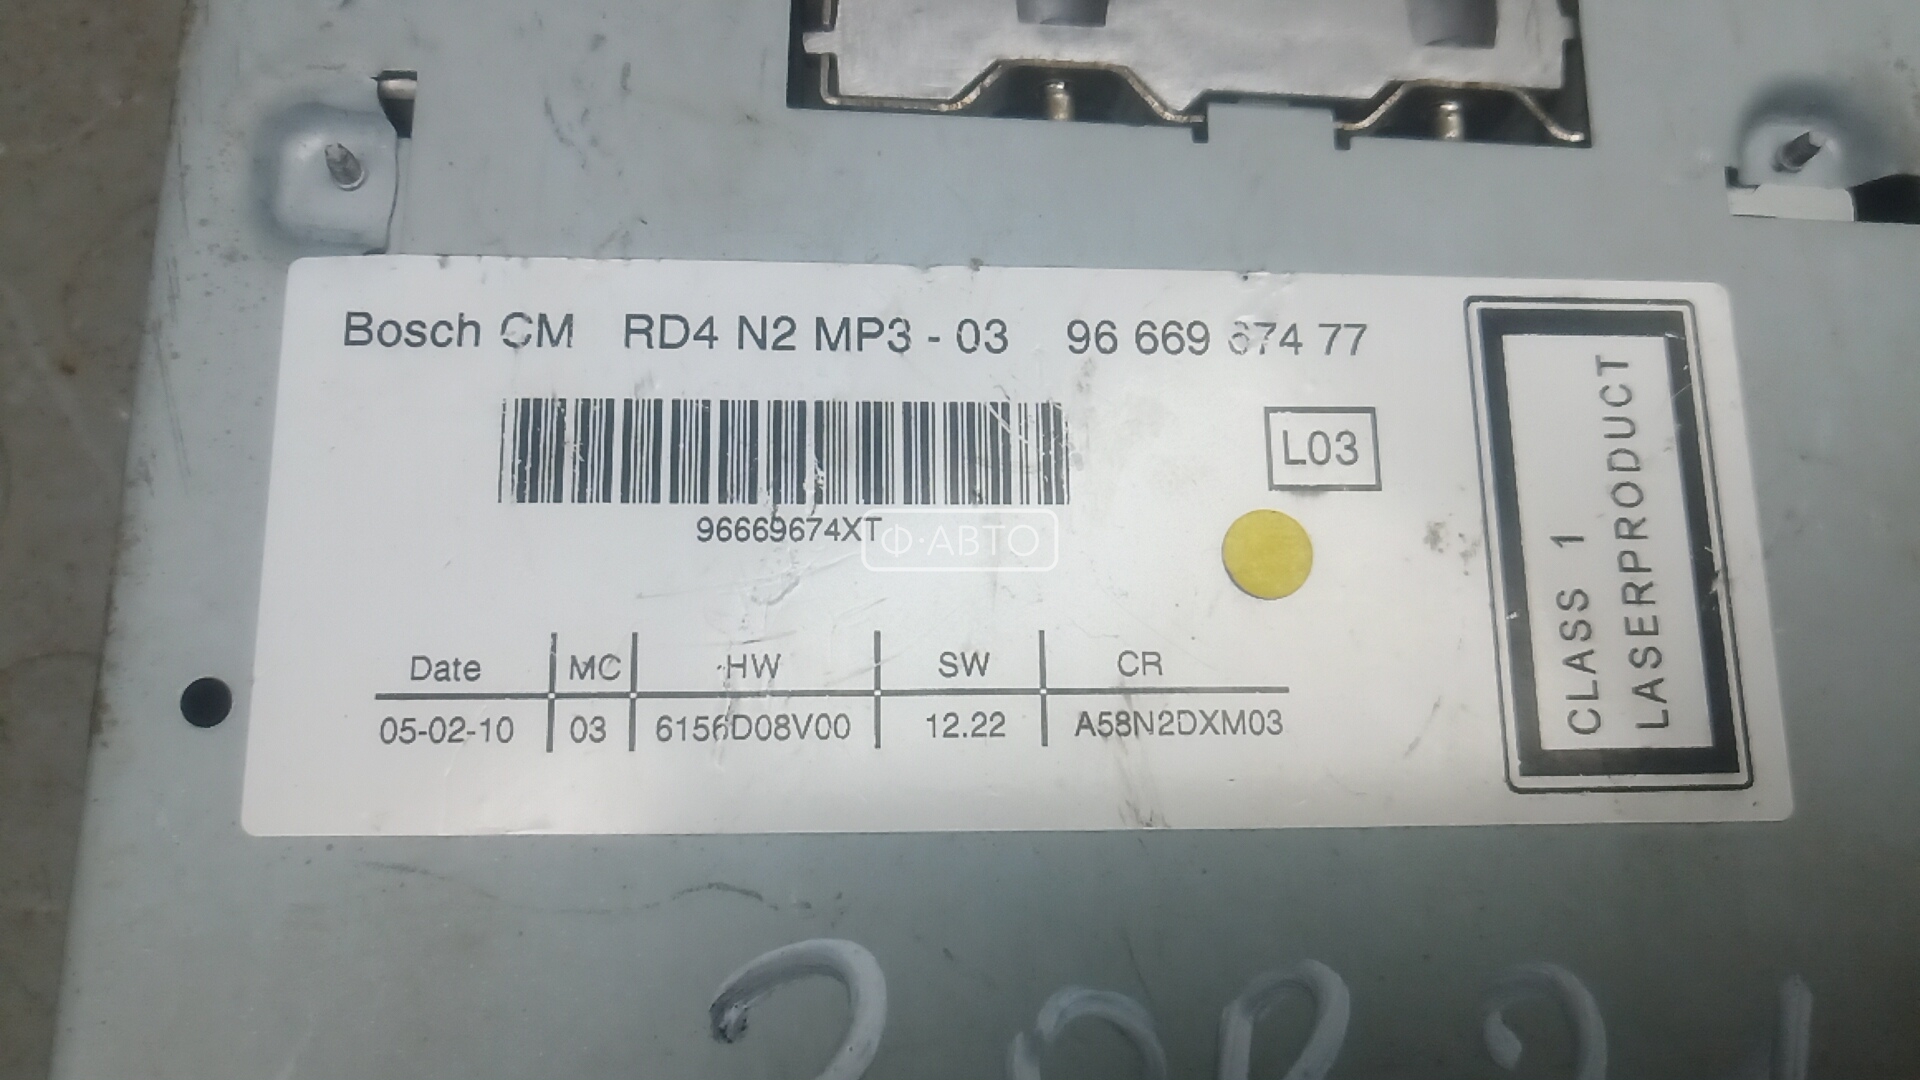 Bosch CM RD4 N2 MP3 - 03 96 669 674 77
L03
96669674XT
Ф·АВТО
Date MC HW SW CR
05-02-10 03 6156D08V00 12.22 A58N2DXM03
CLASS 1
LASERPRODUCT